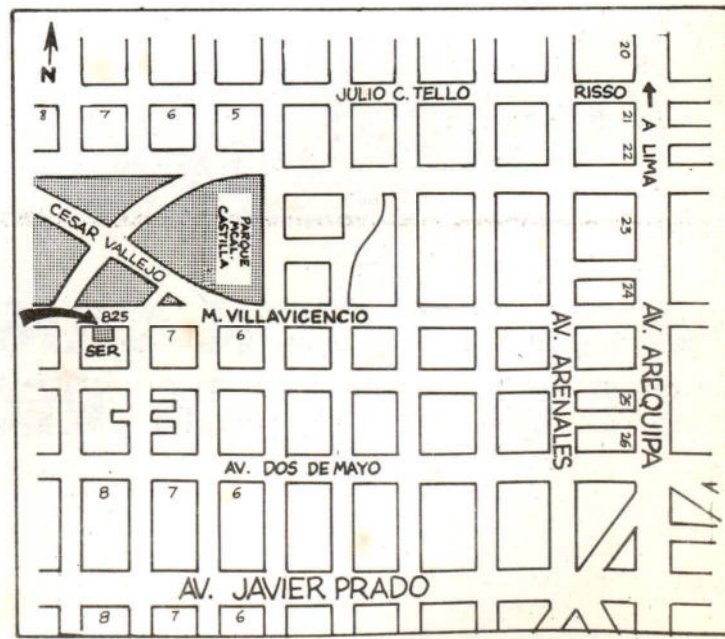 N
20
JULIO C. TELLO
RISSO
8
7
6
5
21
22
A LIMA
CESAR VALLEJO
PARQUE
MCAL.
CASTILLA
23
24
825
M. VILLAVICENCIO
SER
7
6
AV. ARENALES
AV. AREQUIPA
25
26
AV. DOS DE MAYO
8
7
6
AV. JAVIER PRADO
8
7
6